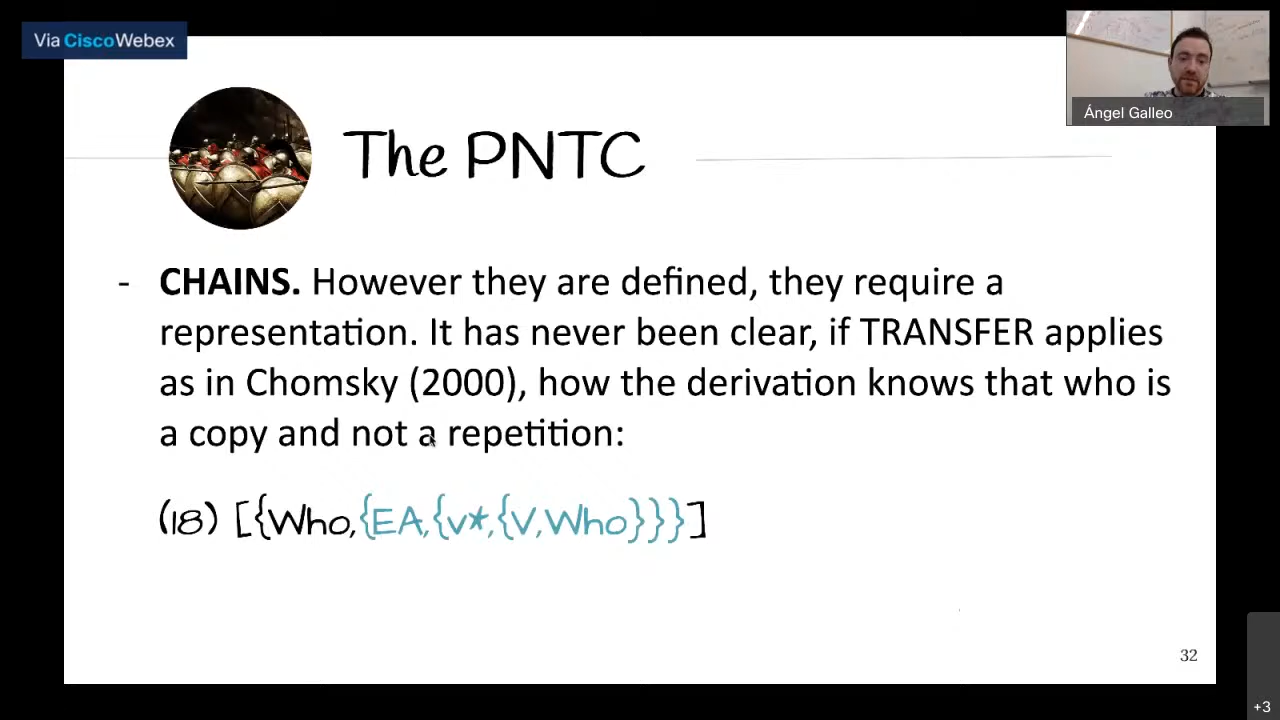 Via Cisco Webex
Ángel Galleo
The PNTC
- CHAINS. However they are defined, they require a
representation. It has never been clear, if TRANSFER applies
as in Chomsky (2000), how the derivation knows that who is
a copy and not a repetition:
(18) [{Who,{EA,{v*,{V,Who}}}}]
32
+3